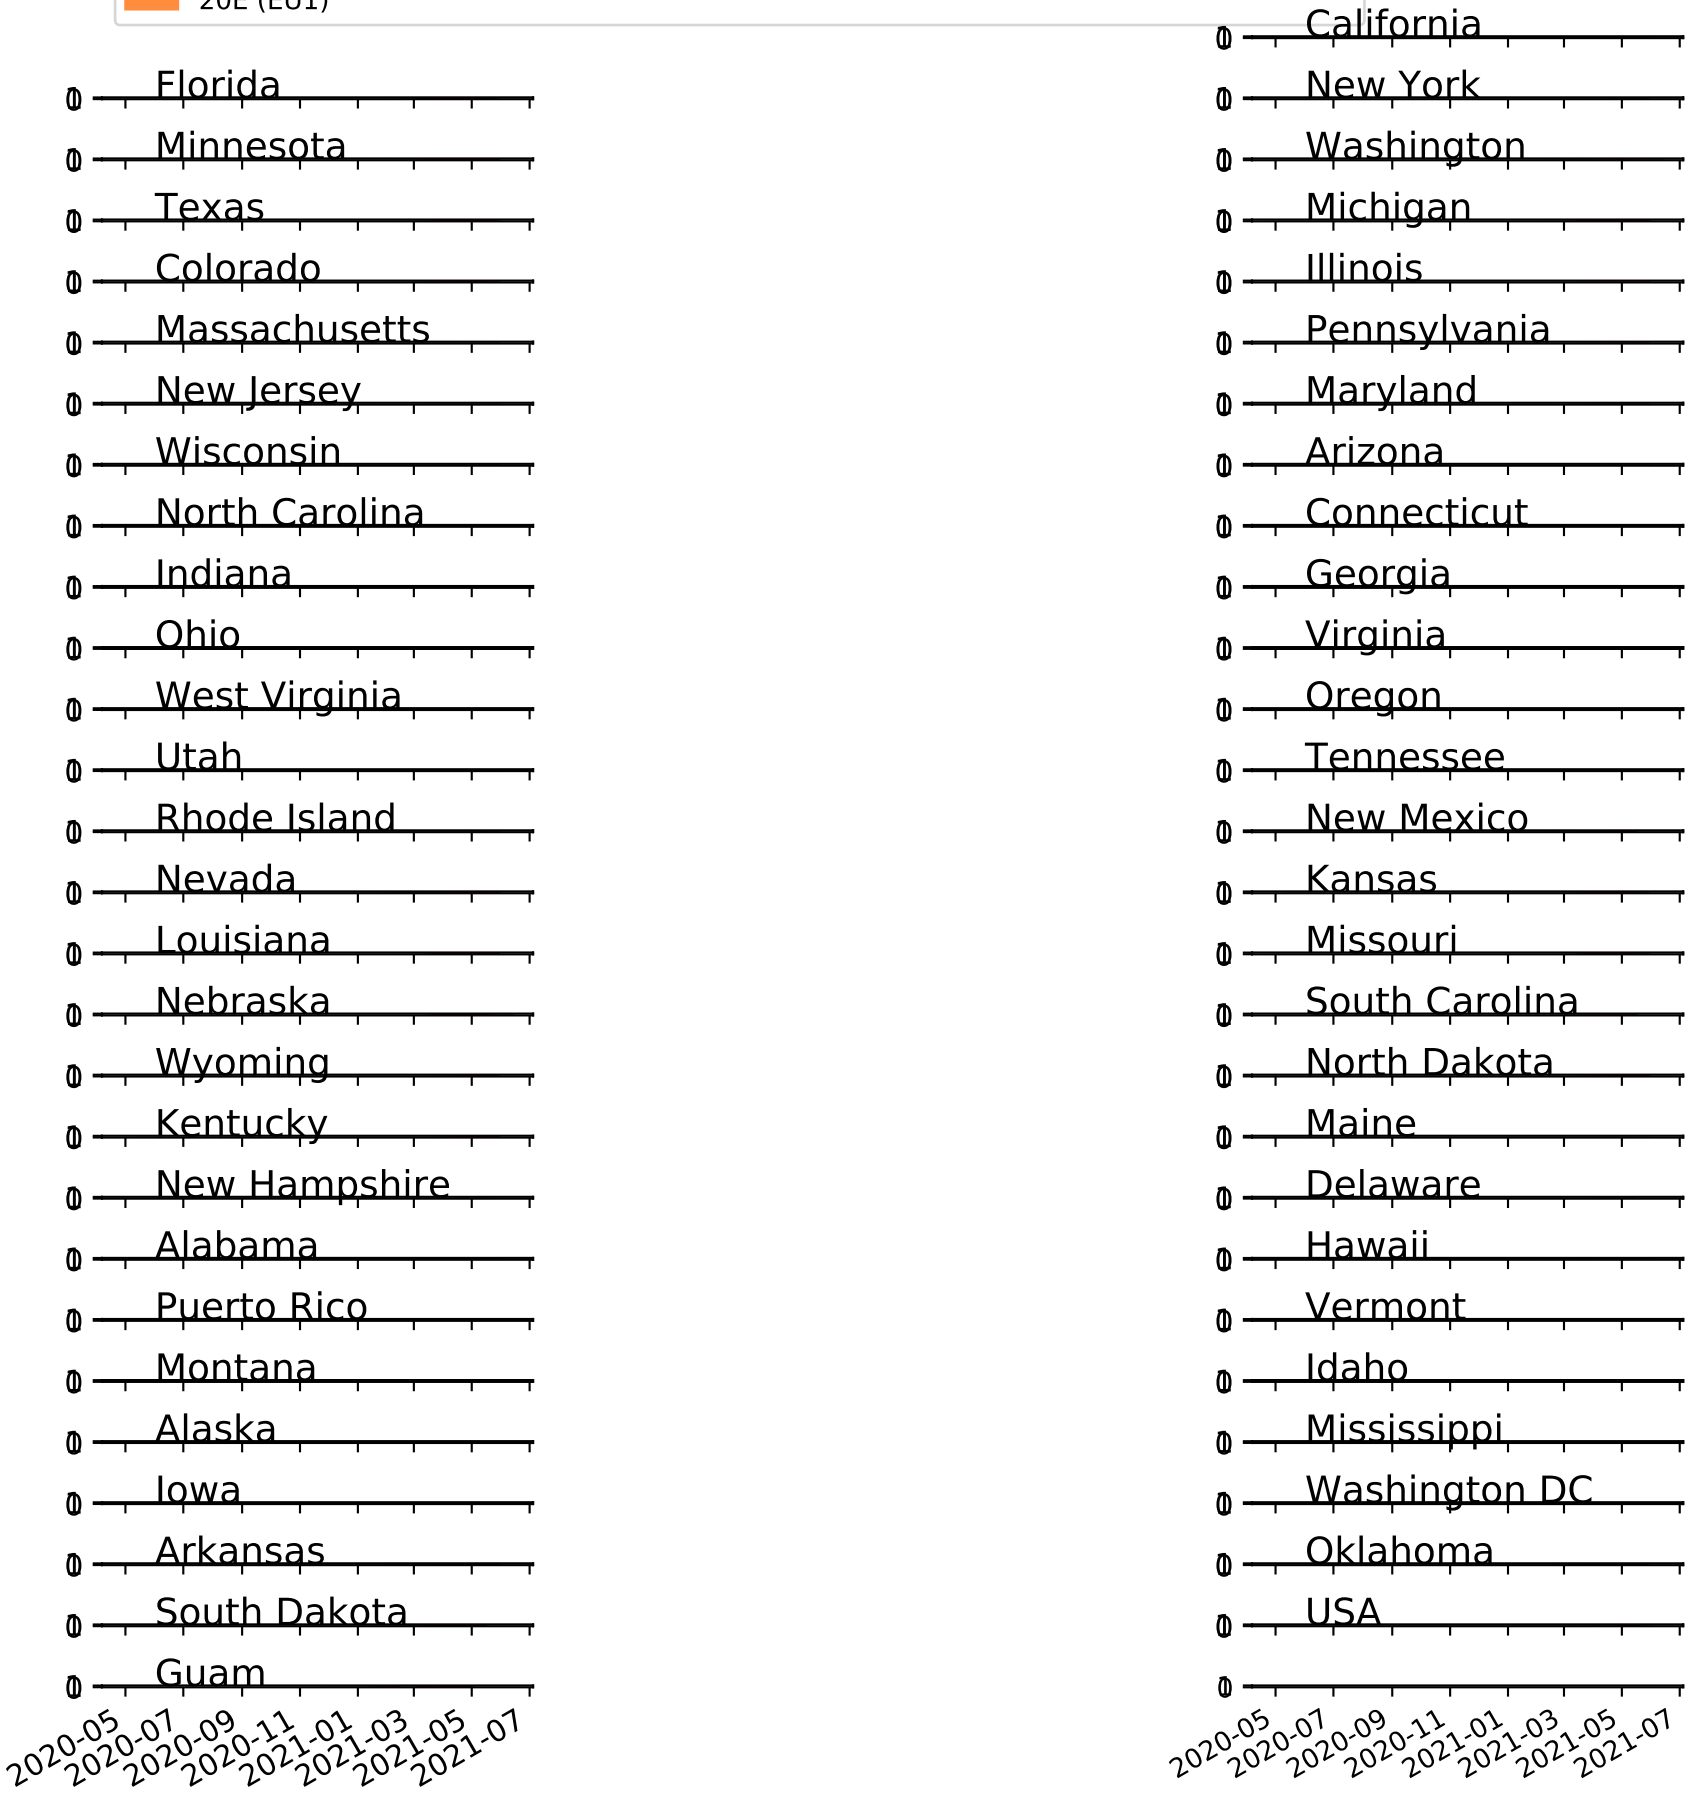 20E (EU1)
California
Florida
New York
Minnesota
Washington
Texas
Michigan
Colorado
Illinois
Massachusetts
Pennsylvania
New Jersey
Maryland
Wisconsin
Arizona
North Carolina
Connecticut
Indiana
Georgia
Ohio
Virginia
West Virginia
Oregon
Utah
Tennessee
Rhode Island
New Mexico
Nevada
Kansas
Louisiana
Missouri
Nebraska
South Carolina
Wyoming
North Dakota
Kentucky
Maine
New Hampshire
Delaware
Alabama
Hawaii
Puerto Rico
Vermont
Montana
Idaho
Alaska
Mississippi
Iowa
Washington DC
Arkansas
Oklahoma
South Dakota
USA
Guam
2020-05 2020-07 2020-09 2020-11 2021-01 2021-03 2021-05 2021-07
2020-05 2020-07 2020-09 2020-11 2021-01 2021-03 2021-05 2021-07